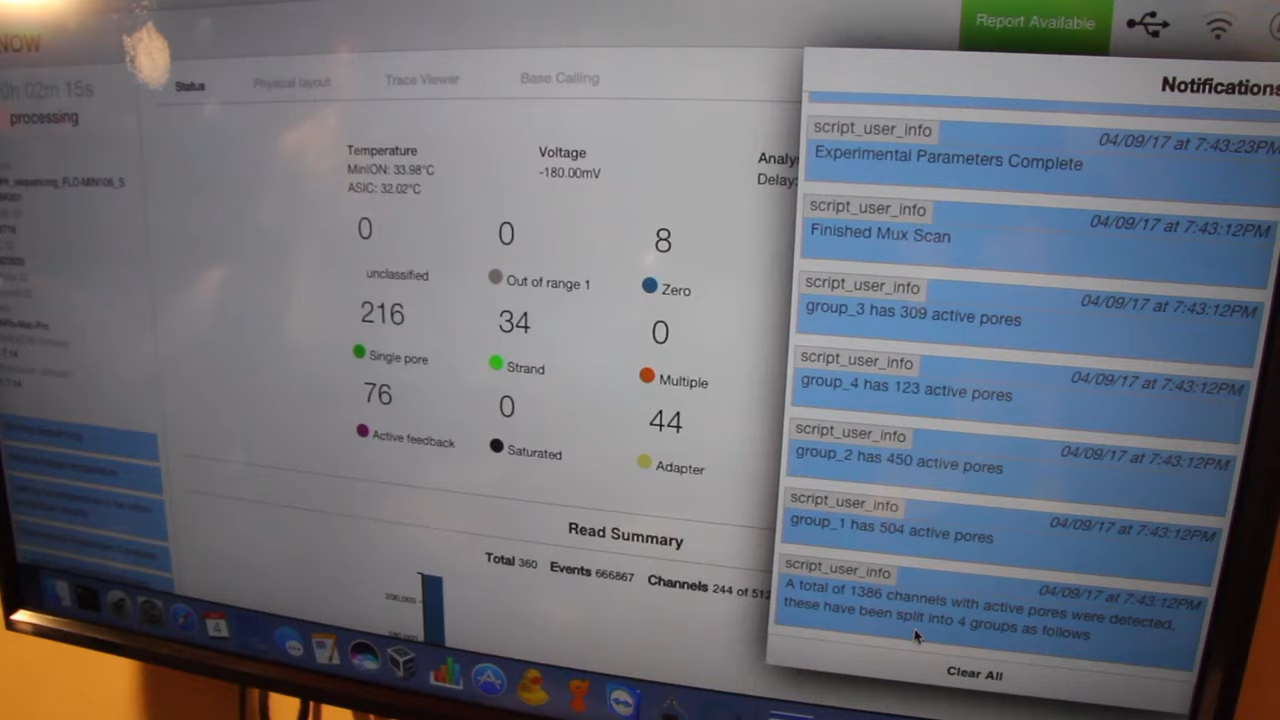 NOW
Report Available
0h 02m 15s
processing
Status
Physical layout
Trace Viewer
Base Calling
Temperature
MinION: 33.98°C
ASIC: 32.02°C
Voltage
-180.00mV
Delay:
0
unclassified
0
Out of range 1
8
Zero
216
Single pore
34
Strand
0
Multiple
76
Active feedback
0
Saturated
44
Adapter
Read Summary
Total 360 Events 666867 Channels 244 of 512
200,000
Notifications
script_user_info
04/09/17 at 7:43:23PM
Experimental Parameters Complete
script_user_info
04/09/17 at 7:43:12PM
Finished Mux Scan
script_user_info
04/09/17 at 7:43:12PM
group_3 has 309 active pores
script_user_info
04/09/17 at 7:43:12PM
group_4 has 123 active pores
script_user_info
04/09/17 at 7:43:12PM
group_2 has 450 active pores
script_user_info
04/09/17 at 7:43:12PM
group_1 has 504 active pores
script_user_info
04/09/17 at 7:43:12PM
A total of 1386 channels with active pores were detected,
these have been split into 4 groups as follows
Clear All
4